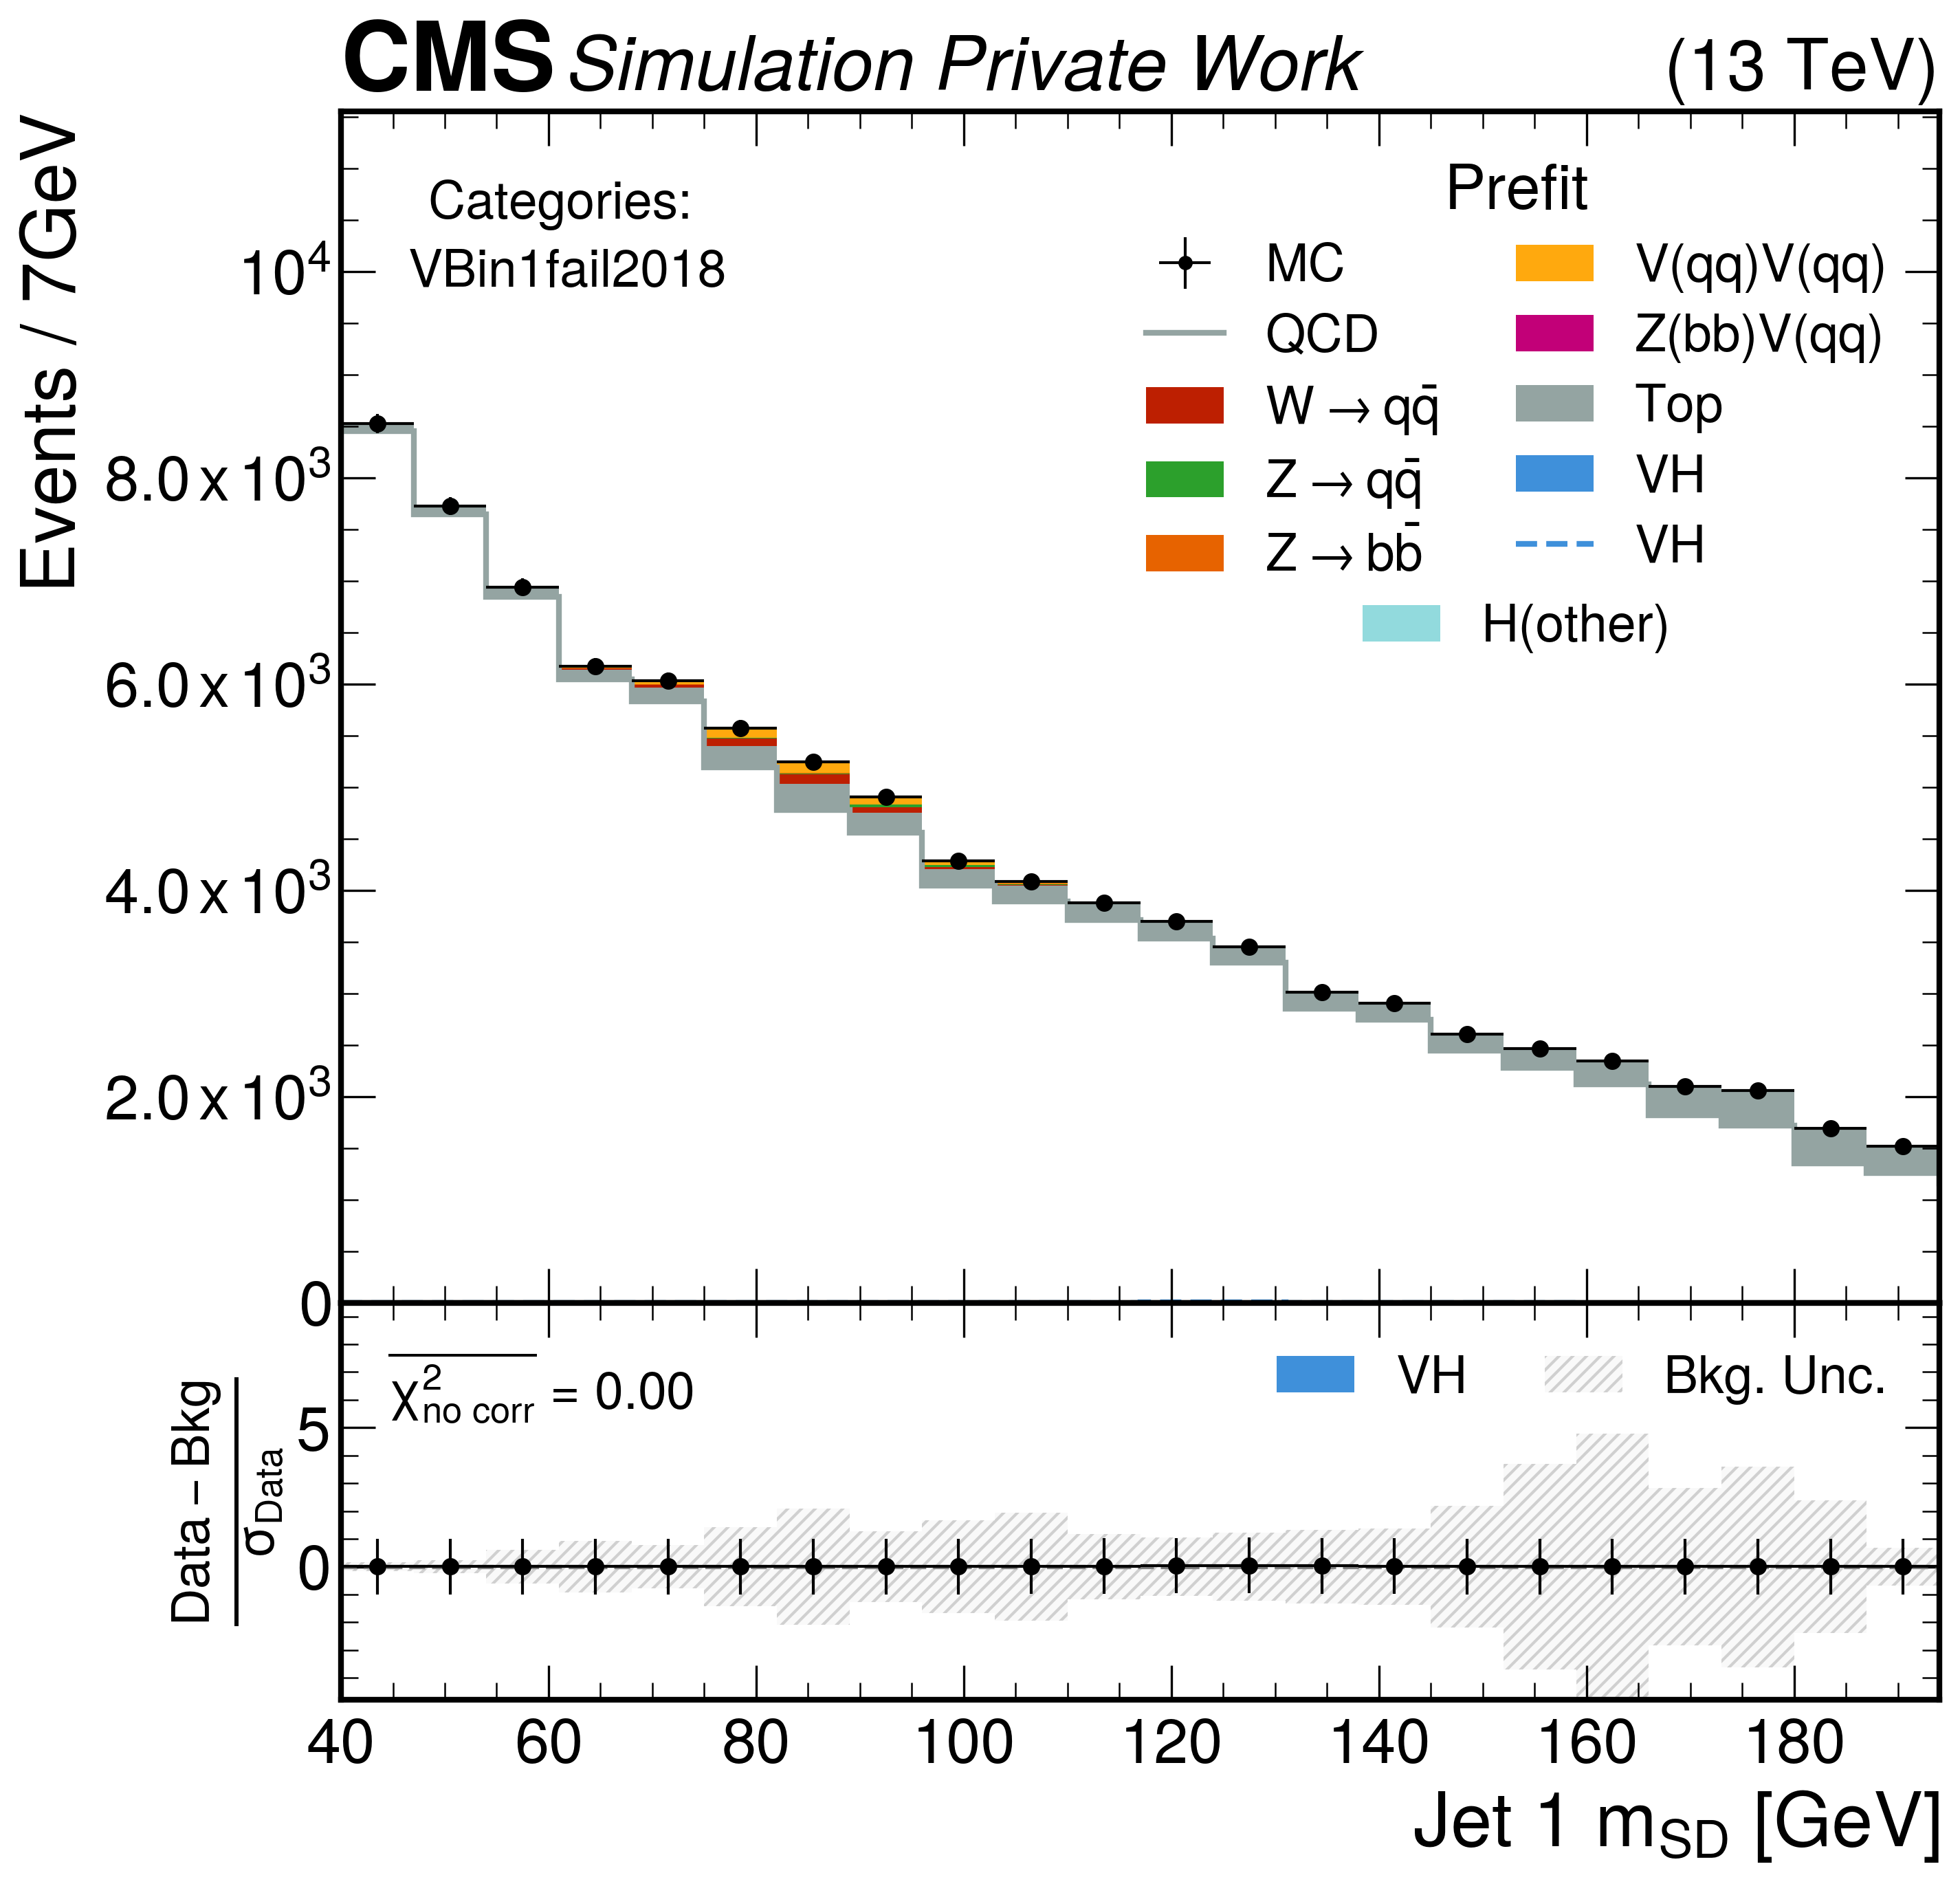 CMS Simulation Private Work (13 TeV)
Events / 7GeV
Categories:
VBin1fail2018
Prefit
MC
QCD
W → qq̄
Z → qq̄
Z → bb̄
V(qq)V(qq)
Z(bb)V(qq)
Top
VH
VH
H(other)
10⁴
8.0 x 10³
6.0 x 10³
4.0 x 10³
2.0 x 10³
0
Data – Bkg
σ_Data
χ²_no corr = 0.00
VH
Bkg. Unc.
5
0
40 60 80 100 120 140 160 180
Jet 1 m_SD [GeV]